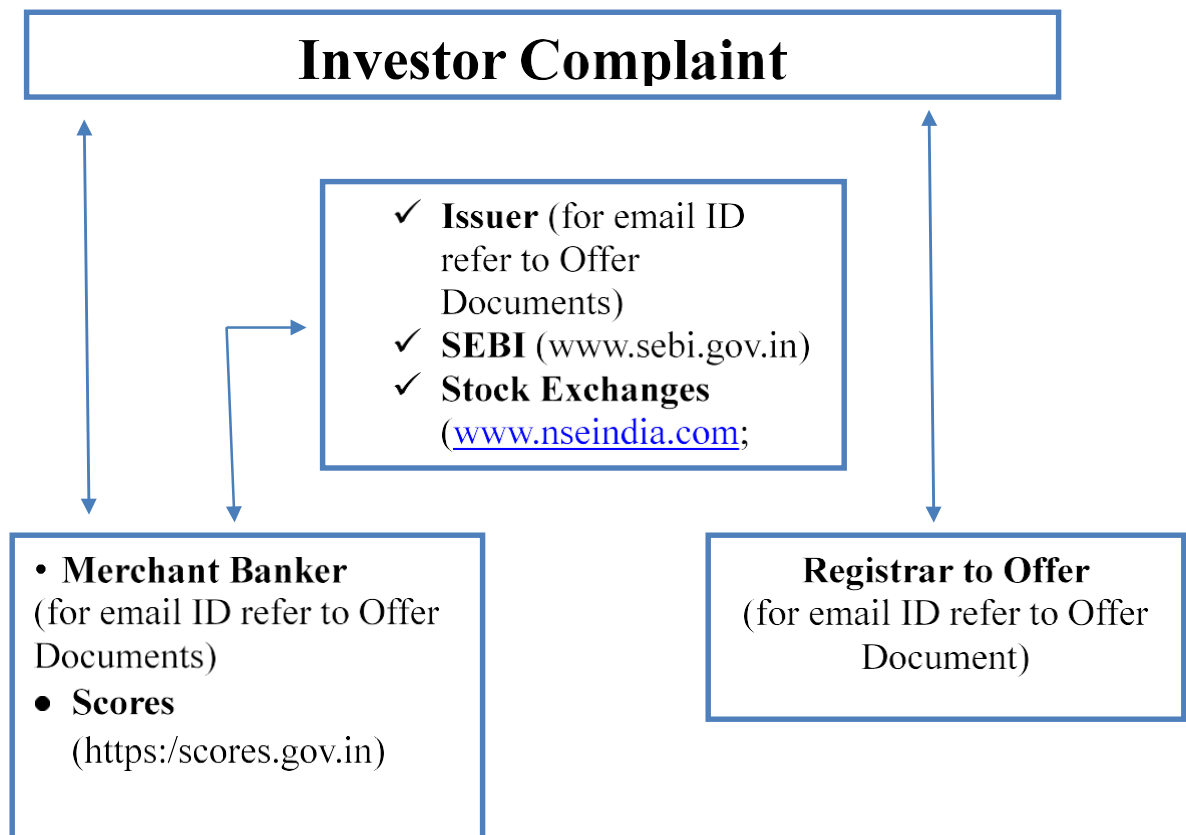 Investor Complaint
✓ Issuer (for email ID
refer to Offer
Documents)
✓ SEBI (www.sebi.gov.in)
✓ Stock Exchanges
(www.nseindia.com;
• Merchant Banker
(for email ID refer to Offer
Documents)
● Scores
(https:/scores.gov.in)
Registrar to Offer
(for email ID refer to Offer
Document)